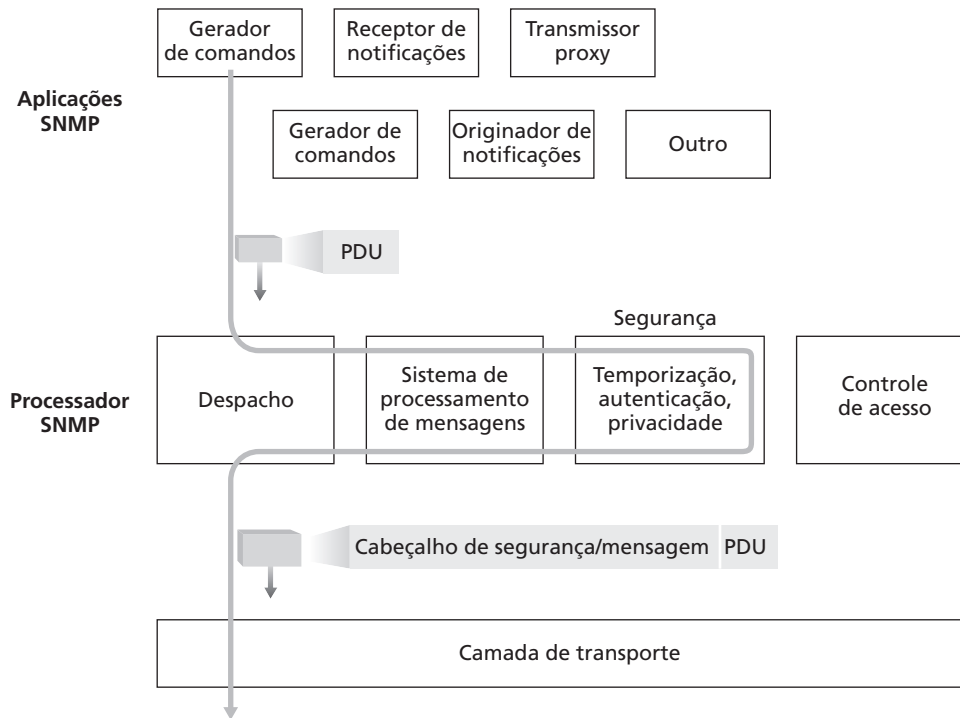 Gerador
de comandos
Receptor de
notificações
Transmissor
proxy
Aplicações
SNMP
Gerador de
comandos
Originador de
notificações
Outro
PDU
Segurança
Processador
SNMP
Despacho
Sistema de
processamento
de mensagens
Temporização,
autenticação,
privacidade
Controle
de acesso
Cabeçalho de segurança/mensagem PDU
Camada de transporte